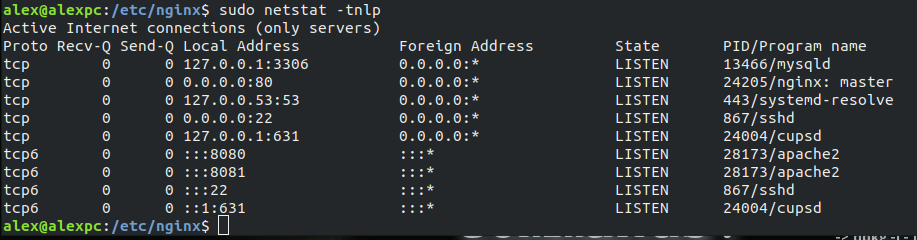 alex@alexpc:/etc/nginx$ sudo netstat -tnlp
Active Internet connections (only servers)
Proto Recv-Q Send-Q Local Address           Foreign Address         State       PID/Program name
tcp        0      0 127.0.0.1:3306          0.0.0.0:*               LISTEN      13466/mysqld
tcp        0      0 0.0.0.0:80              0.0.0.0:*               LISTEN      24205/nginx: master
tcp        0      0 127.0.0.53:53           0.0.0.0:*               LISTEN      443/systemd-resolve
tcp        0      0 0.0.0.0:22              0.0.0.0:*               LISTEN      867/sshd
tcp        0      0 127.0.0.1:631           0.0.0.0:*               LISTEN      24004/cupsd
tcp6       0      0 :::8080                 :::*                    LISTEN      28173/apache2
tcp6       0      0 :::8081                 :::*                    LISTEN      28173/apache2
tcp6       0      0 :::22                   :::*                    LISTEN      867/sshd
tcp6       0      0 ::1:631                 :::*                    LISTEN      24004/cupsd
alex@alexpc:/etc/nginx$